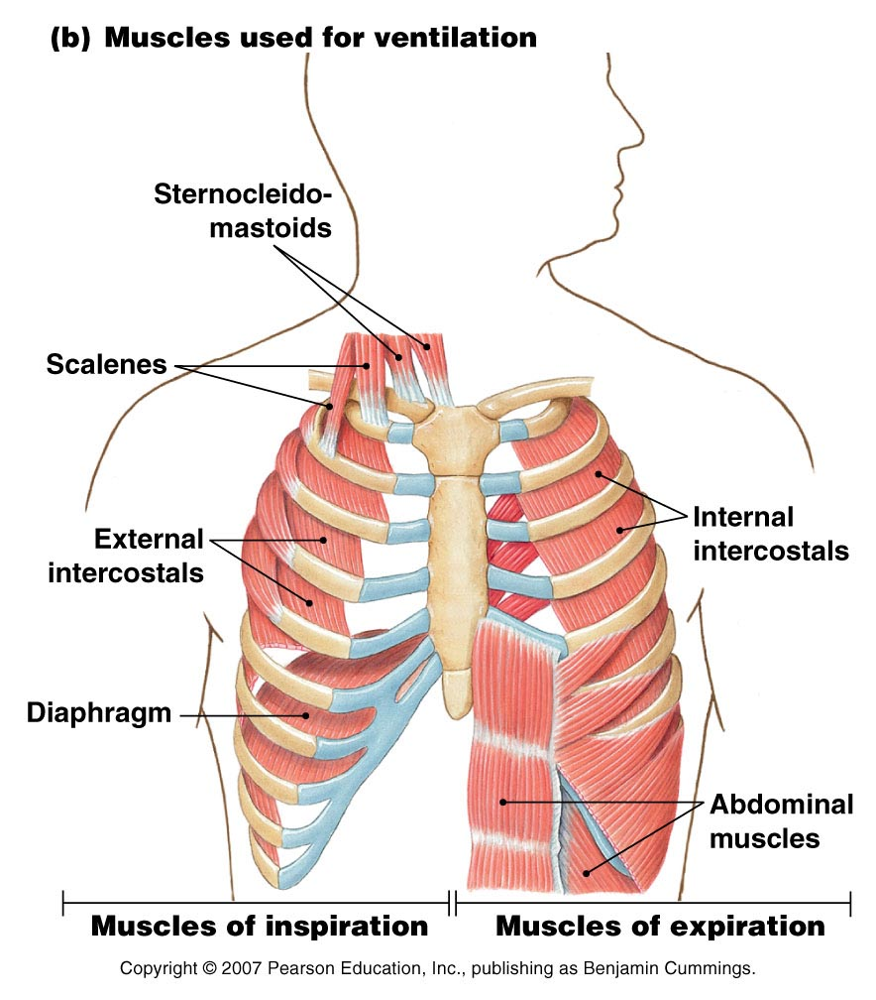 (b) Muscles used for ventilation
Sternocleido-
mastoids
Scalenes
External
intercostals
Internal
intercostals
Diaphragm
Abdominal
muscles
Muscles of inspiration
Muscles of expiration
Copyright © 2007 Pearson Education, Inc., publishing as Benjamin Cummings.